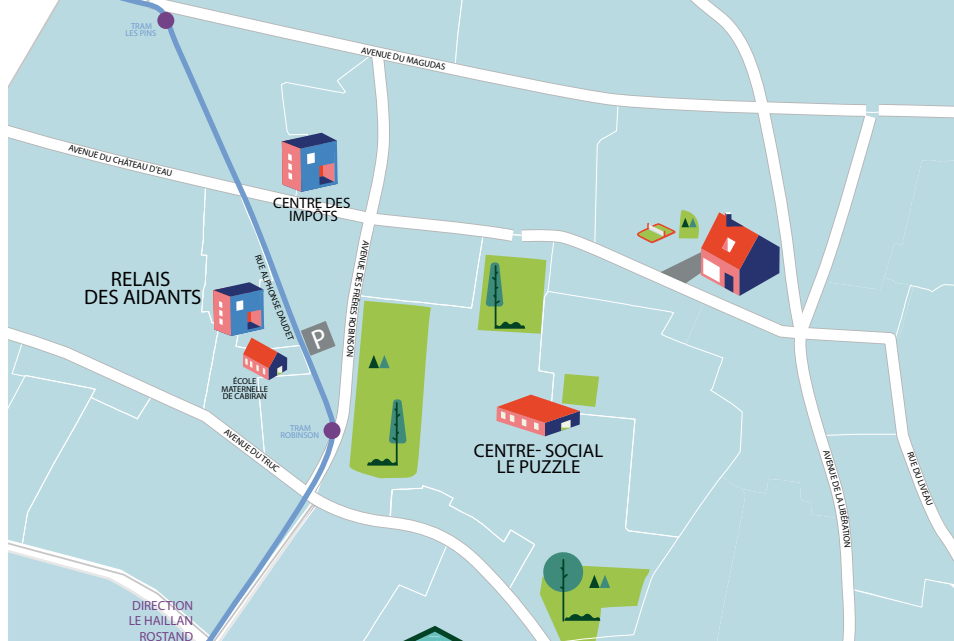 TRAM
LES PINS
AVENUE DU MAGUDAS
AVENUE DU CHÂTEAU D'EAU
CENTRE DES
IMPÔTS
RELAIS
DES AIDANTS
RUE ALPHONSE DAUDET
AVENUE DES FRÈRES ROBINSON
P
ÉCOLE
MATERNELLE
DE CABIRAN
TRAM
ROBINSON
AVENUE DU TRUC
CENTRE- SOCIAL
LE PUZZLE
AVENUE DE LA LIBÉRATION
RUE DU LIVEAU
DIRECTION
LE HAILLAN
ROSTAND